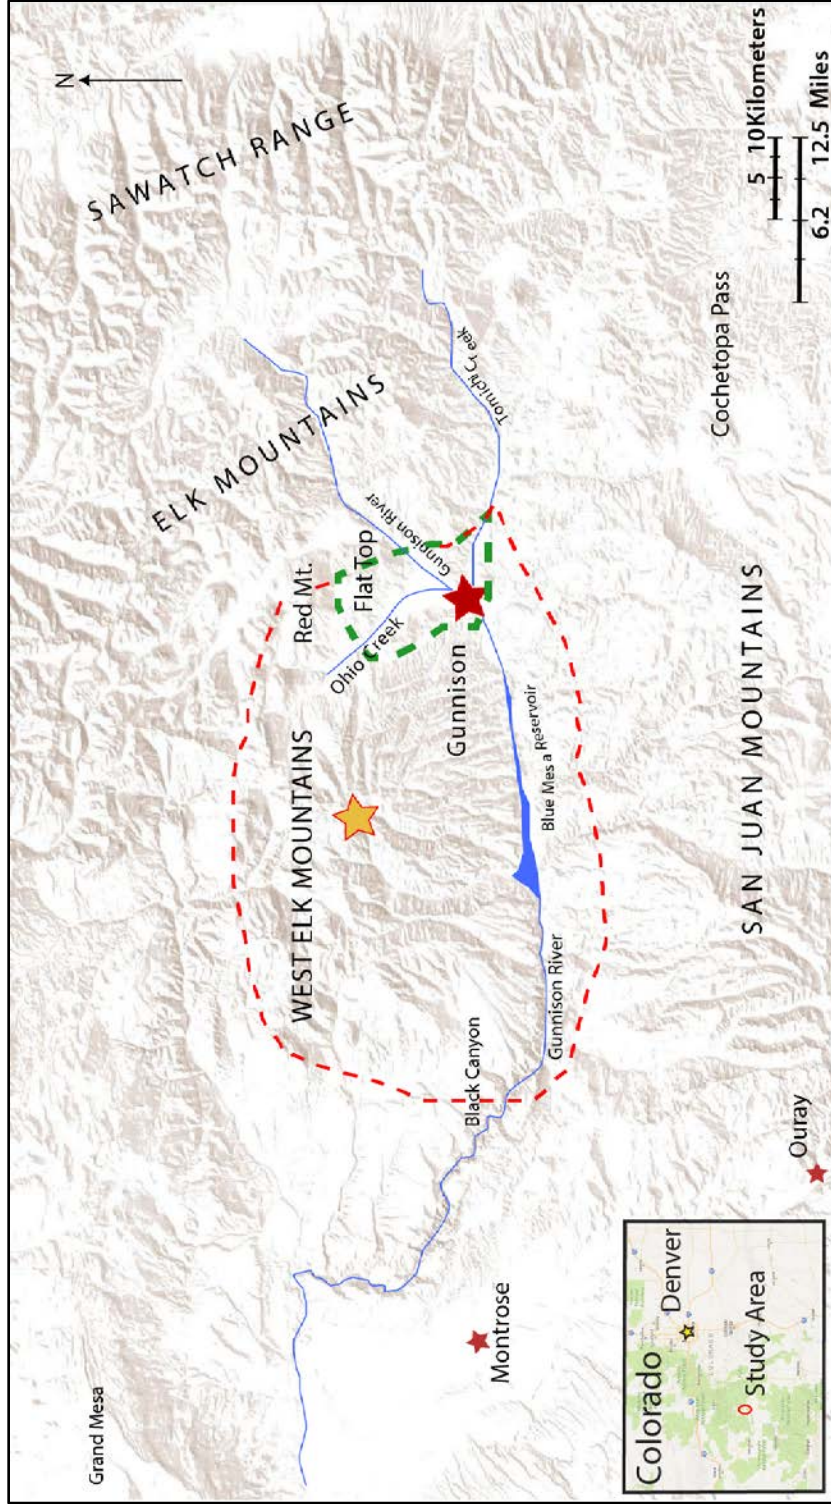 N
SAWATCH RANGE
ELK MOUNTAINS
Grand Mesa
Red Mt.
Flat Top
Gunnison River
Ohio Creek
WEST ELK MOUNTAINS
Tomichi Creek
Gunnison
Blue Mesa Reservoir
Black Canyon
Gunnison River
Montrose
Cochetopa Pass
SAN JUAN MOUNTAINS
Ouray
5 10 Kilometers
6.2 12.5 Miles
Colorado
Denver
Study Area